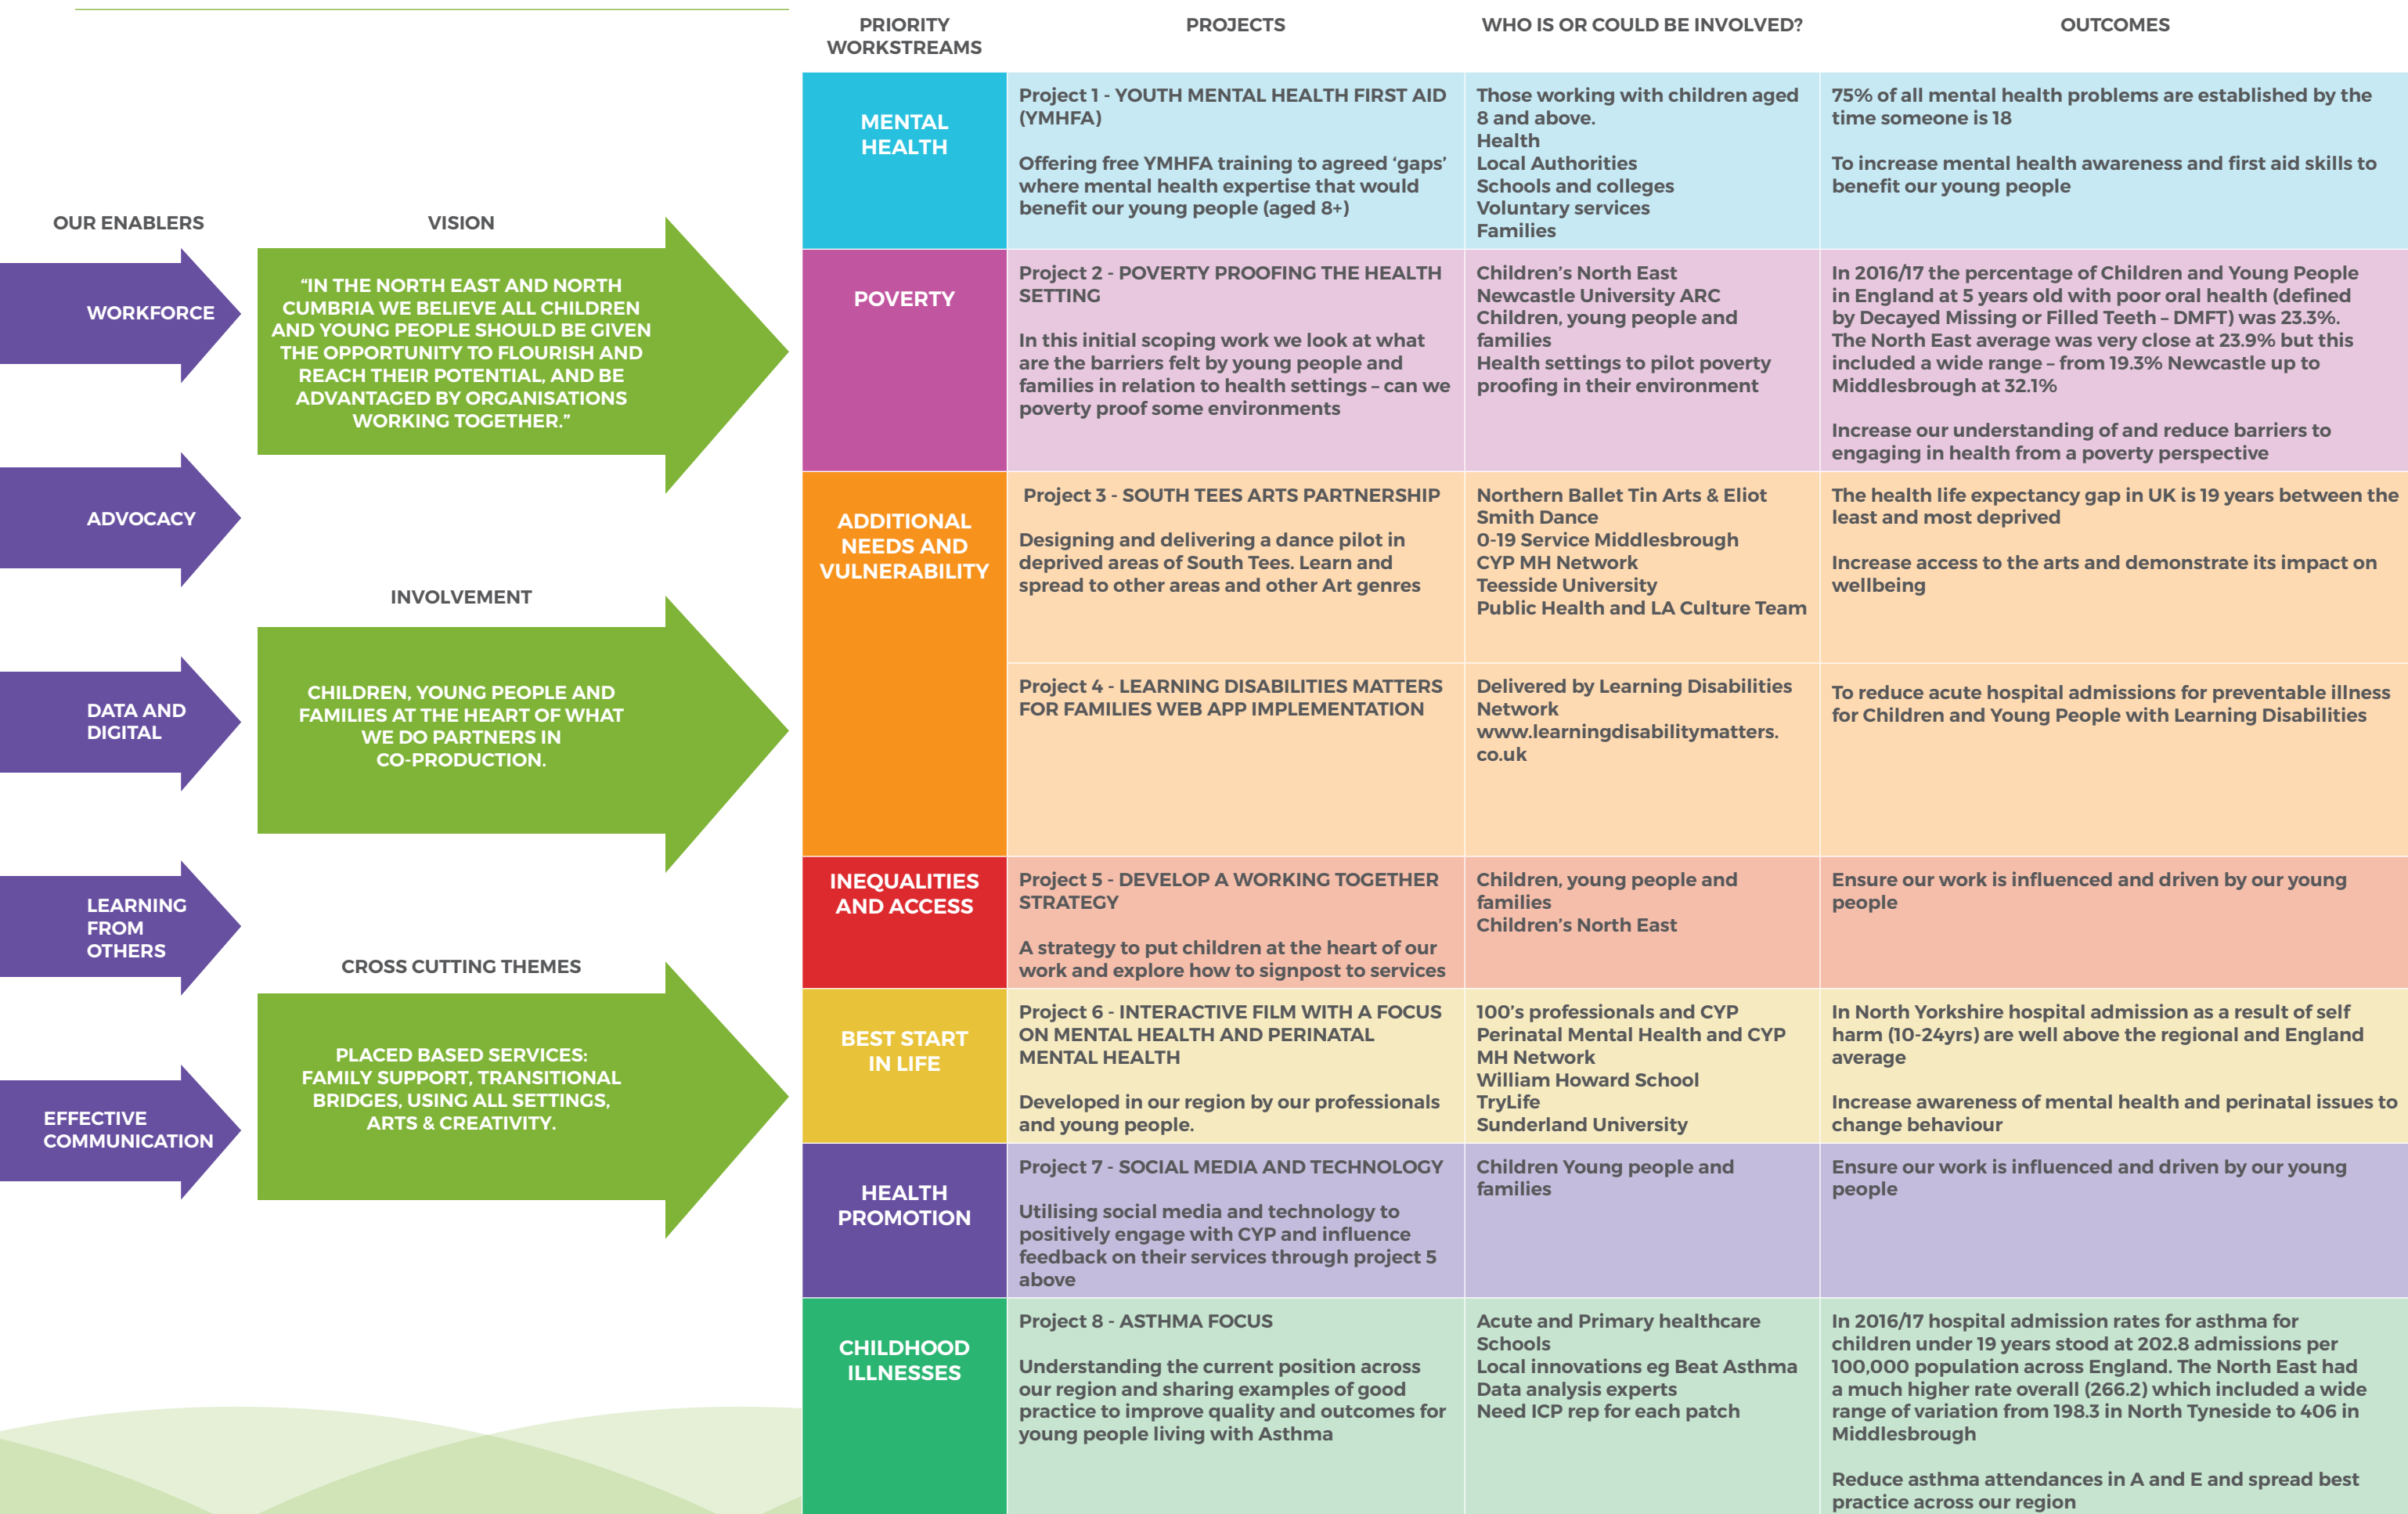 OUR ENABLERS
WORKFORCE
ADVOCACY
DATA AND
DIGITAL
LEARNING
FROM
OTHERS
EFFECTIVE
COMMUNICATION
VISION
“IN THE NORTH EAST AND NORTH
CUMBRIA WE BELIEVE ALL CHILDREN
AND YOUNG PEOPLE SHOULD BE GIVEN
THE OPPORTUNITY TO FLOURISH AND
REACH THEIR POTENTIAL, AND BE
ADVANTAGED BY ORGANISATIONS
WORKING TOGETHER.”
INVOLVEMENT
CHILDREN, YOUNG PEOPLE AND
FAMILIES AT THE HEART OF WHAT
WE DO PARTNERS IN
CO-PRODUCTION.
CROSS CUTTING THEMES
PLACED BASED SERVICES:
FAMILY SUPPORT, TRANSITIONAL
BRIDGES, USING ALL SETTINGS,
ARTS & CREATIVITY.
PRIORITY
WORKSTREAMS
PROJECTS
WHO IS OR COULD BE INVOLVED?
OUTCOMES
MENTAL
HEALTH
Project 1 - YOUTH MENTAL HEALTH FIRST AID
(YMHFA)
Offering free YMHFA training to agreed ‘gaps’
where mental health expertise that would
benefit our young people (aged 8+)
Those working with children aged
8 and above.
Health
Local Authorities
Schools and colleges
Voluntary services
Families
75% of all mental health problems are established by the
time someone is 18
To increase mental health awareness and first aid skills to
benefit our young people
POVERTY
Project 2 - POVERTY PROOFING THE HEALTH
SETTING
In this initial scoping work we look at what
are the barriers felt by young people and
families in relation to health settings – can we
poverty proof some environments
Children’s North East
Newcastle University ARC
Children, young people and
families
Health settings to pilot poverty
proofing in their environment
In 2016/17 the percentage of Children and Young People
in England at 5 years old with poor oral health (defined
by Decayed Missing or Filled Teeth – DMFT) was 23.3%.
The North East average was very close at 23.9% but this
included a wide range – from 19.3% Newcastle up to
Middlesbrough at 32.1%
Increase our understanding of and reduce barriers to
engaging in health from a poverty perspective
ADDITIONAL
NEEDS AND
VULNERABILITY
Project 3 - SOUTH TEES ARTS PARTNERSHIP
Designing and delivering a dance pilot in
deprived areas of South Tees. Learn and
spread to other areas and other Art genres
Northern Ballet Tin Arts & Eliot
Smith Dance
0-19 Service Middlesbrough
CYP MH Network
Teesside University
Public Health and LA Culture Team
The health life expectancy gap in UK is 19 years between the
least and most deprived
Increase access to the arts and demonstrate its impact on
wellbeing
Project 4 - LEARNING DISABILITIES MATTERS
FOR FAMILIES WEB APP IMPLEMENTATION
Delivered by Learning Disabilities
Network
www.learningdisabilitymatters.
co.uk
To reduce acute hospital admissions for preventable illness
for Children and Young People with Learning Disabilities
INEQUALITIES
AND ACCESS
Project 5 - DEVELOP A WORKING TOGETHER
STRATEGY
A strategy to put children at the heart of our
work and explore how to signpost to services
Children, young people and
families
Children’s North East
Ensure our work is influenced and driven by our young
people
BEST START
IN LIFE
Project 6 - INTERACTIVE FILM WITH A FOCUS
ON MENTAL HEALTH AND PERINATAL
MENTAL HEALTH
Developed in our region by our professionals
and young people.
100’s professionals and CYP
Perinatal Mental Health and CYP
MH Network
William Howard School
TryLife
Sunderland University
In North Yorkshire hospital admission as a result of self
harm (10-24yrs) are well above the regional and England
average
Increase awareness of mental health and perinatal issues to
change behaviour
HEALTH
PROMOTION
Project 7 - SOCIAL MEDIA AND TECHNOLOGY
Utilising social media and technology to
positively engage with CYP and influence
feedback on their services through project 5
above
Children Young people and
families
Ensure our work is influenced and driven by our young
people
CHILDHOOD
ILLNESSES
Project 8 - ASTHMA FOCUS
Understanding the current position across
our region and sharing examples of good
practice to improve quality and outcomes for
young people living with Asthma
Acute and Primary healthcare
Schools
Local innovations eg Beat Asthma
Data analysis experts
Need ICP rep for each patch
In 2016/17 hospital admission rates for asthma for
children under 19 years stood at 202.8 admissions per
100,000 population across England. The North East had
a much higher rate overall (266.2) which included a wide
range of variation from 198.3 in North Tyneside to 406 in
Middlesbrough
Reduce asthma attendances in A and E and spread best
practice across our region